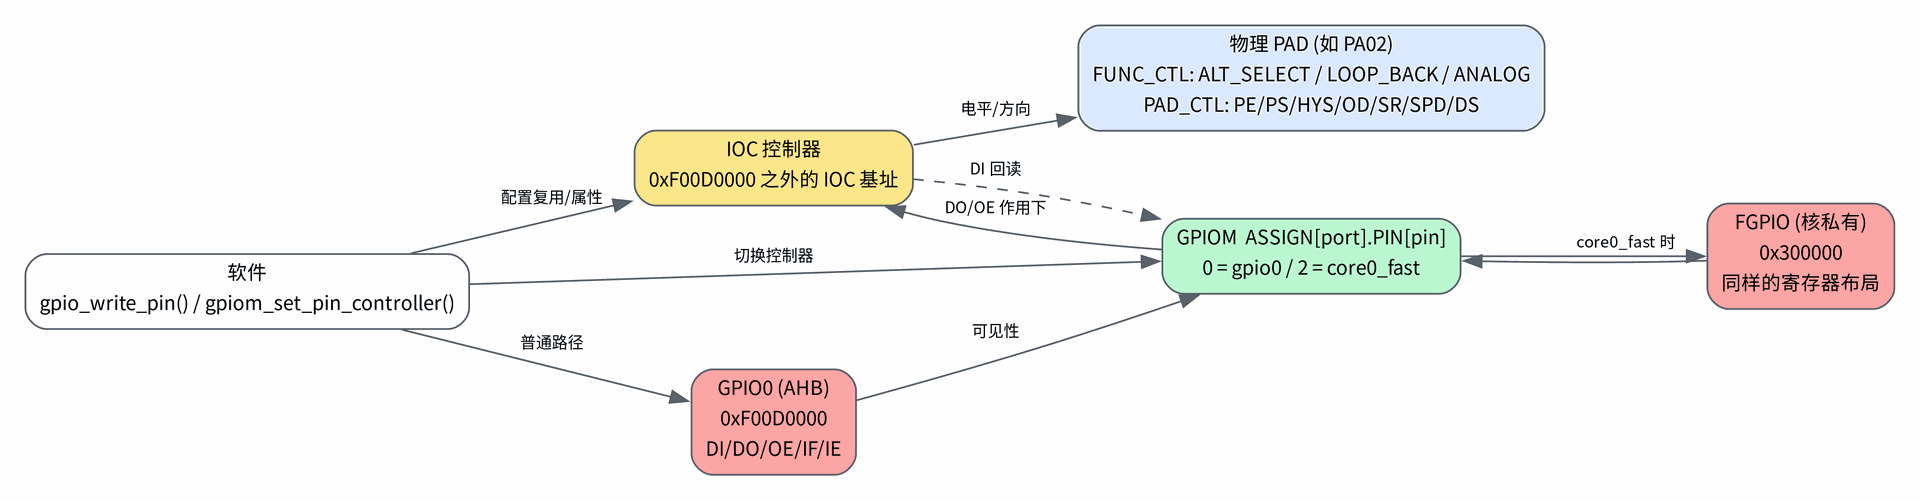 物理 PAD (如 PA02)
FUNC_CTL: ALT_SELECT / LOOP_BACK / ANALOG
PAD_CTL: PE/PS/HYS/OD/SR/SPD/DS
电平/方向
IOC 控制器
0xF00D0000 之外的 IOC 基址
DI 回读
DO/OE 作用下
配置复用/属性
GPIOM  ASSIGN[port].PIN[pin]
0 = gpio0 / 2 = core0_fast
core0_fast 时
FGPIO (核私有)
0x300000
同样的寄存器布局
切换控制器
软件
gpio_write_pin() / gpiom_set_pin_controller()
普通路径
可见性
GPIO0 (AHB)
0xF00D0000
DI/DO/OE/IF/IE